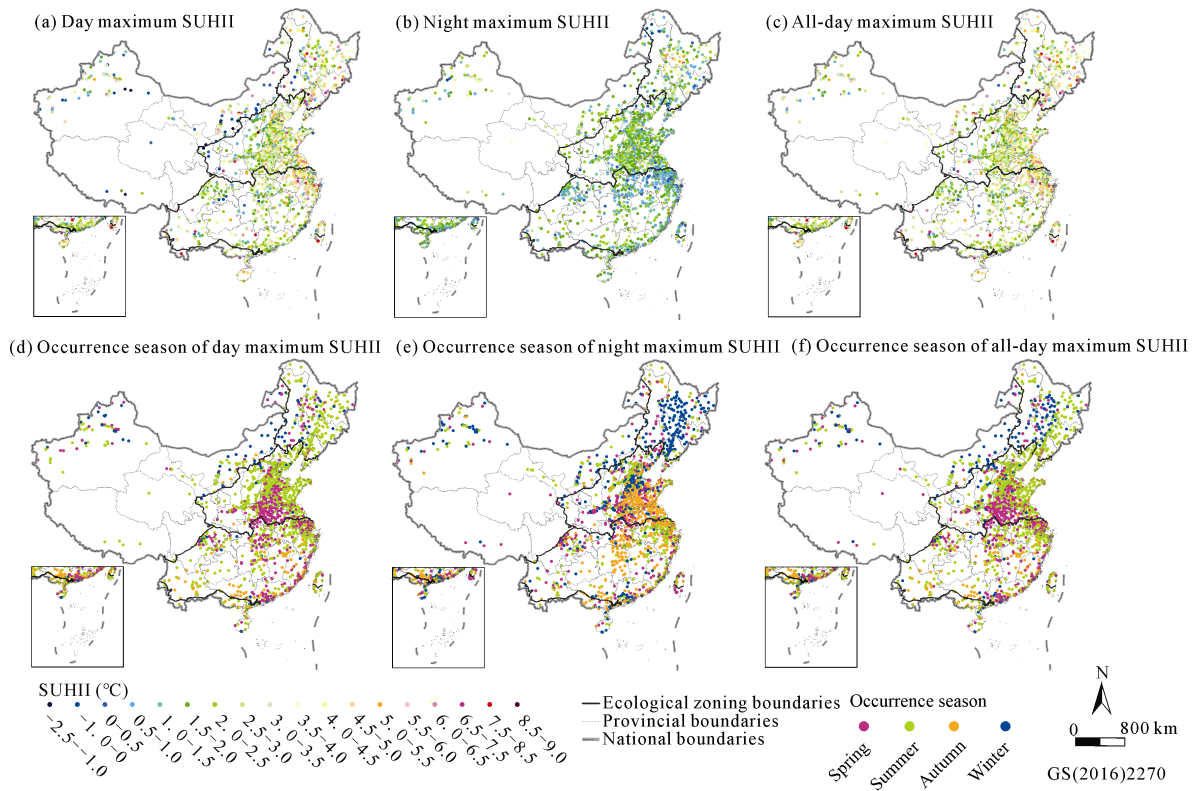 (a) Day maximum SUHII
(b) Night maximum SUHII
(c) All-day maximum SUHII
(d) Occurrence season of day maximum SUHII
(e) Occurrence season of night maximum SUHII
(f) Occurrence season of all-day maximum SUHII
SUHII (℃)
−2.5−−1.0
−1.0−0
0−0.5
0.5−1.0
1.0−1.5
1.5−2.0
2.0−2.5
2.5−3.0
3.0−3.5
3.5−4.0
4.0−4.5
4.5−5.0
5.0−5.5
5.5−6.0
6.0−6.5
6.5−7.5
7.5−8.5
8.5−9.0
Ecological zoning boundaries
Provincial boundaries
National boundaries
Occurrence season
Spring
Summer
Autumn
Winter
N
0 800 km
GS(2016)2270